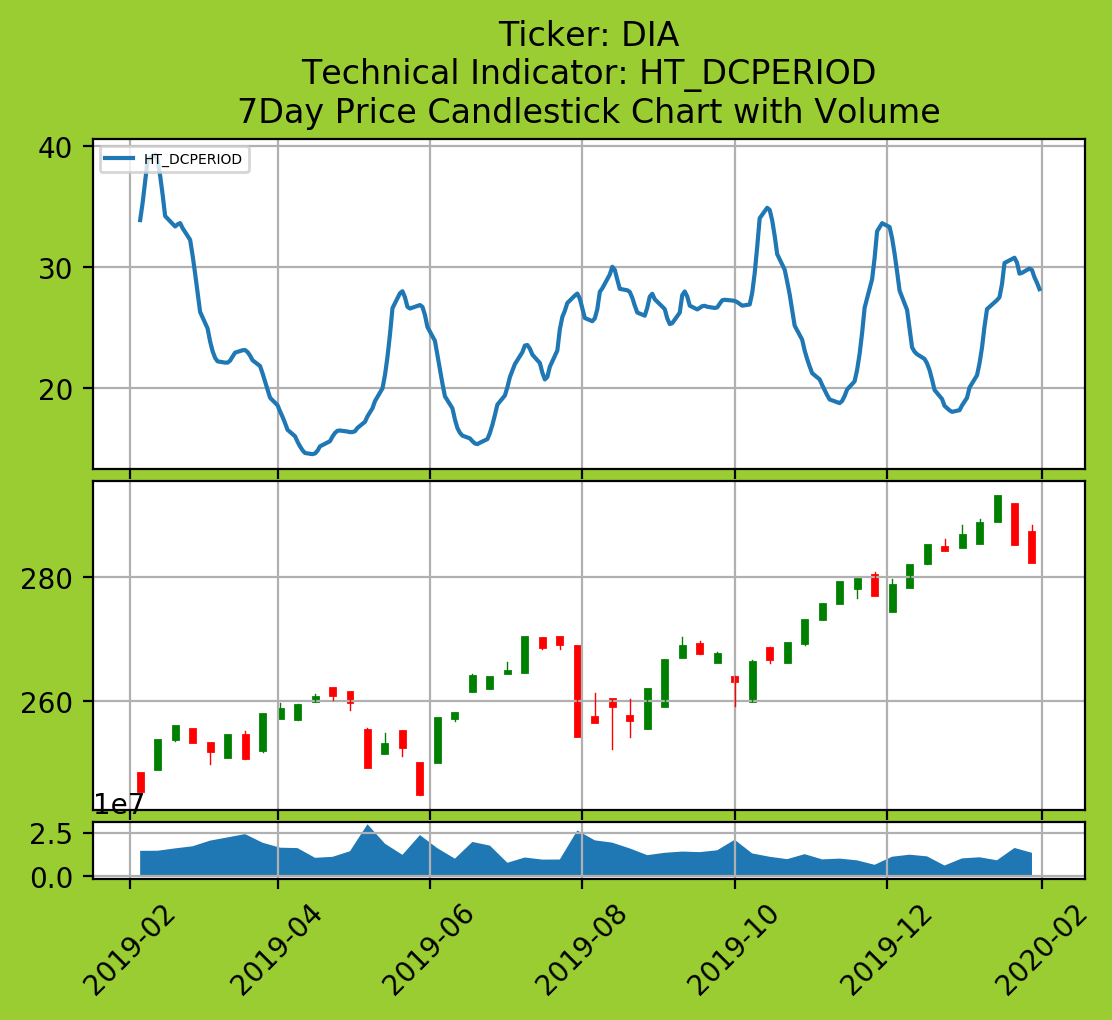 Ticker: DIA
Technical Indicator: HT_DCPERIOD
7Day Price Candlestick Chart with Volume
40
HT_DCPERIOD
30
20
280
260
1e7
2.5
0.0
2019-02
2019-04
2019-06
2019-08
2019-10
2019-12
2020-02